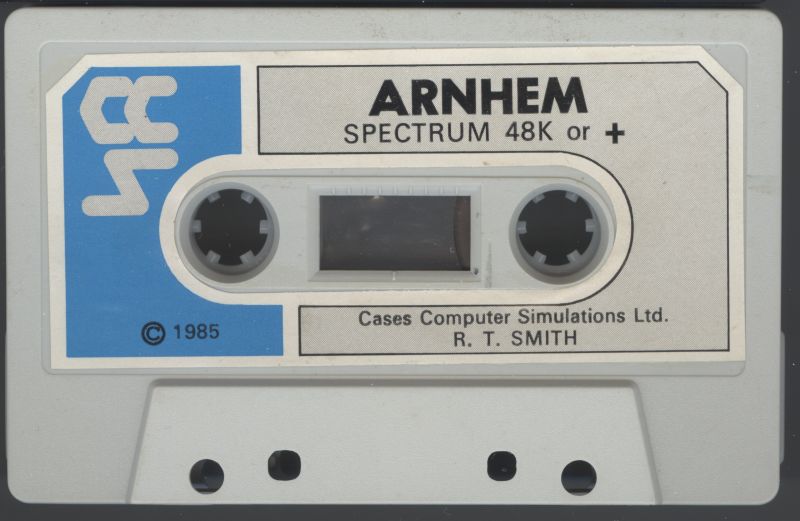 ARNHEM
SPECTRUM 48K or +
© 1985
Cases Computer Simulations Ltd.
R. T. SMITH